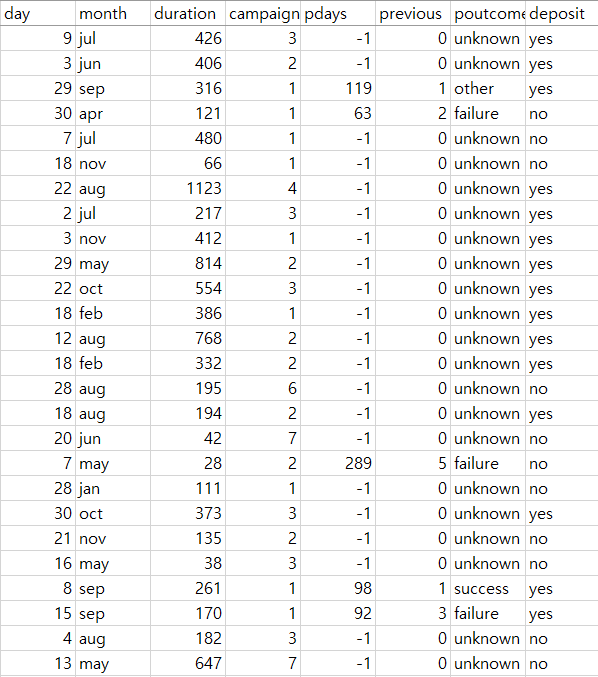 day month duration campaign pdays previous poutcome deposit
9 jul 426 3 -1 0 unknown yes
3 jun 406 2 -1 0 unknown yes
29 sep 316 1 119 1 other yes
30 apr 121 1 63 2 failure no
7 jul 480 1 -1 0 unknown no
18 nov 66 1 -1 0 unknown no
22 aug 1123 4 -1 0 unknown yes
2 jul 217 3 -1 0 unknown yes
3 nov 412 1 -1 0 unknown yes
29 may 814 2 -1 0 unknown yes
22 oct 554 3 -1 0 unknown yes
18 feb 386 1 -1 0 unknown yes
12 aug 768 2 -1 0 unknown yes
18 feb 332 2 -1 0 unknown yes
28 aug 195 6 -1 0 unknown no
18 aug 194 2 -1 0 unknown yes
20 jun 42 7 -1 0 unknown no
7 may 28 2 289 5 failure no
28 jan 111 1 -1 0 unknown no
30 oct 373 3 -1 0 unknown yes
21 nov 135 2 -1 0 unknown no
16 may 38 3 -1 0 unknown no
8 sep 261 1 98 1 success yes
15 sep 170 1 92 3 failure yes
4 aug 182 3 -1 0 unknown no
13 may 647 7 -1 0 unknown no